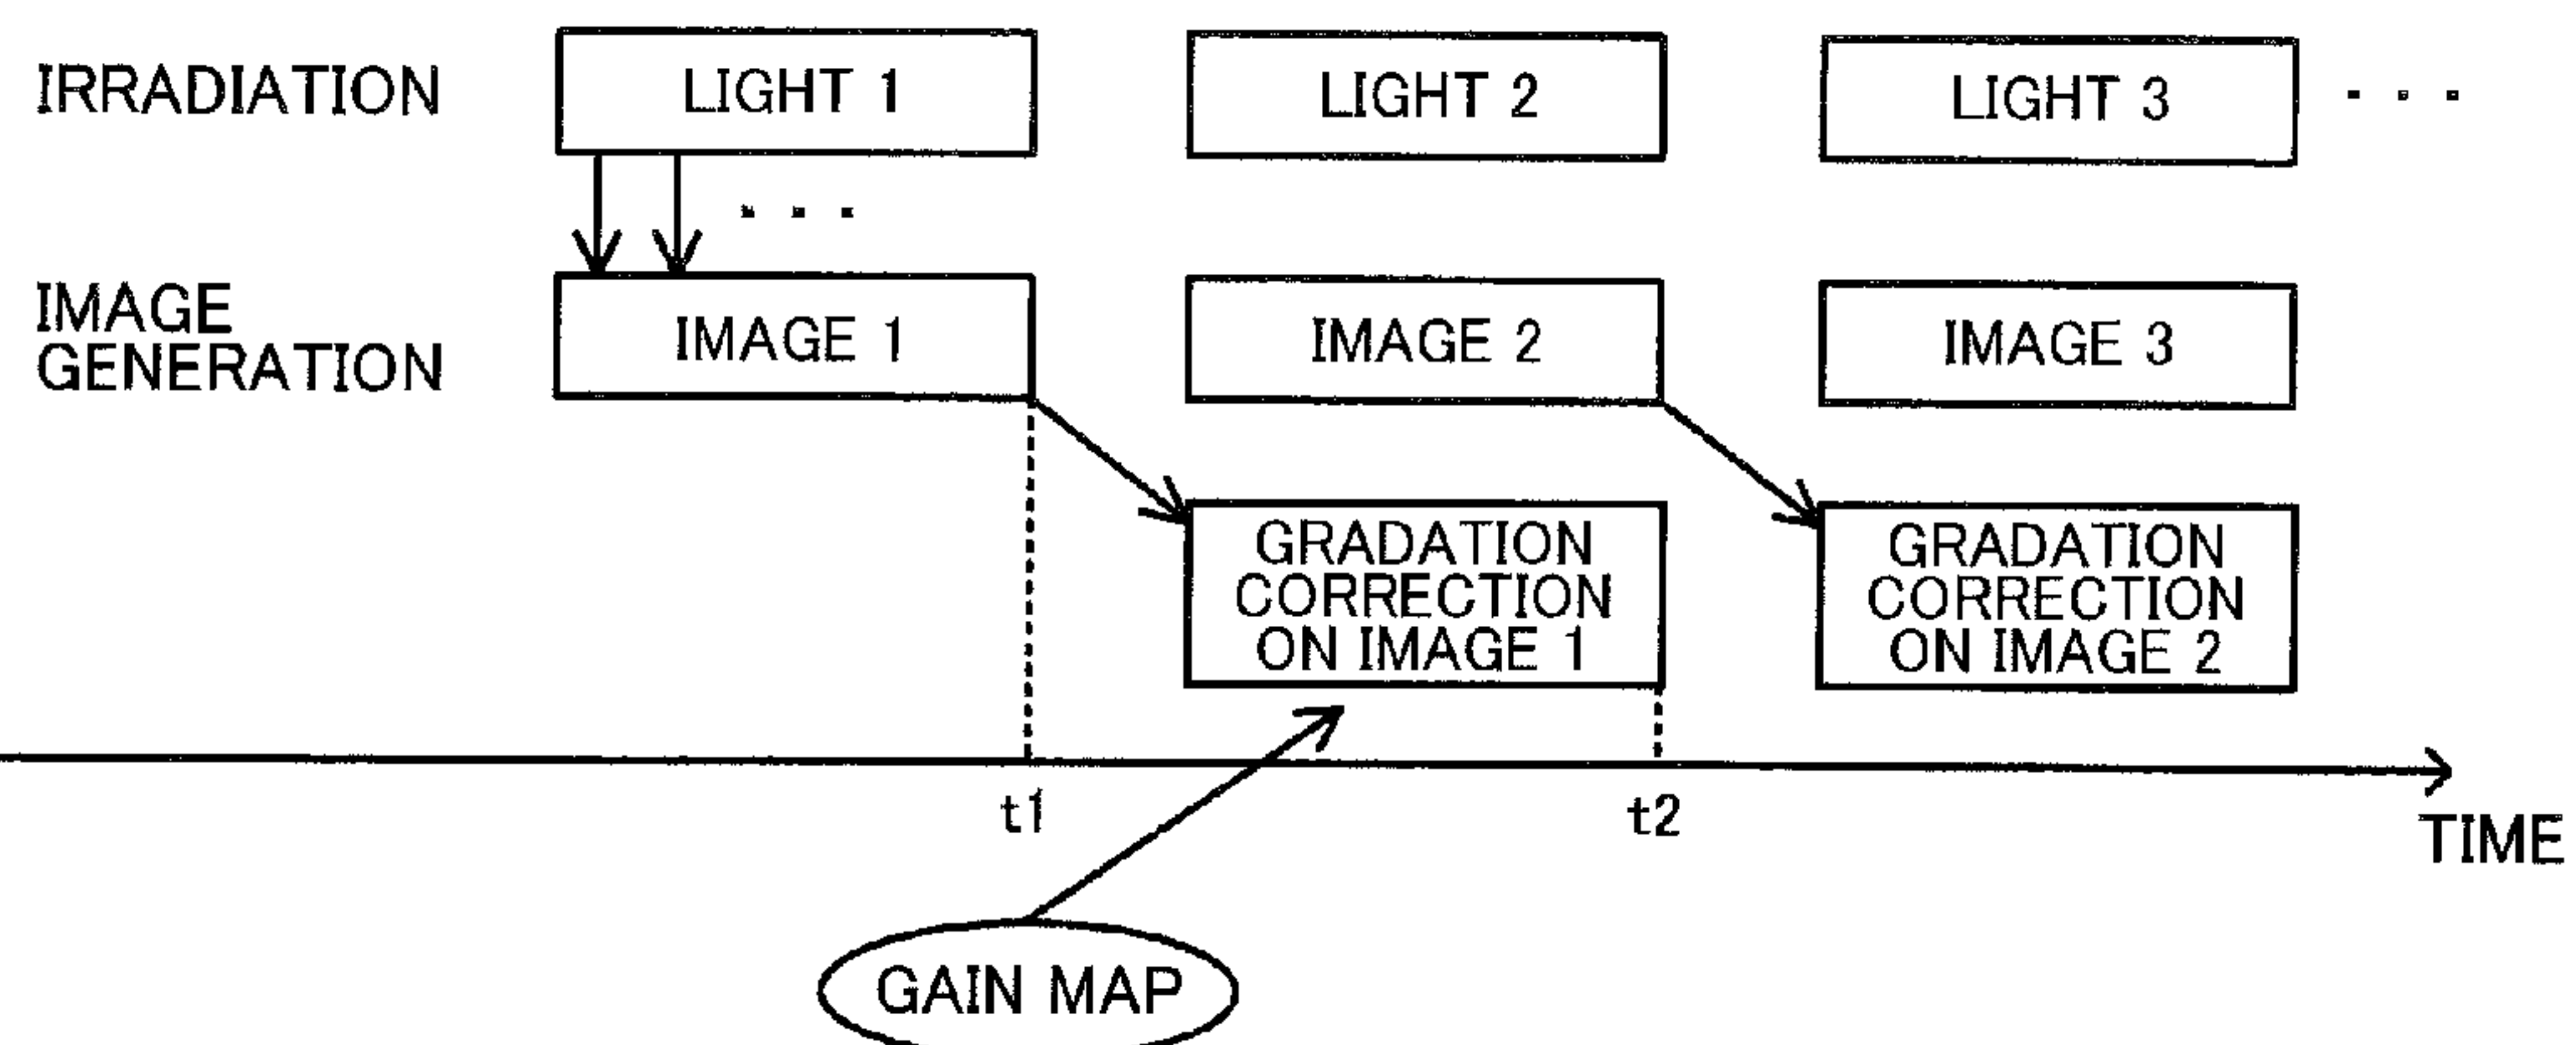 IRRADIATION
LIGHT 1
LIGHT 2
LIGHT 3
. . .
. . .
IMAGE
GENERATION
IMAGE 1
IMAGE 2
IMAGE 3
GRADATION
CORRECTION
ON IMAGE 1
GRADATION
CORRECTION
ON IMAGE 2
t1
t2
TIME
GAIN MAP